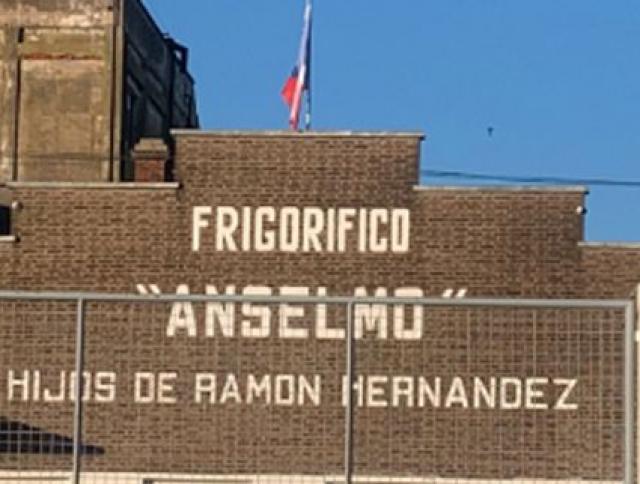 FRIGORIFICO
"ANSELMO"
HIJOS DE RAMON HERNANDEZ